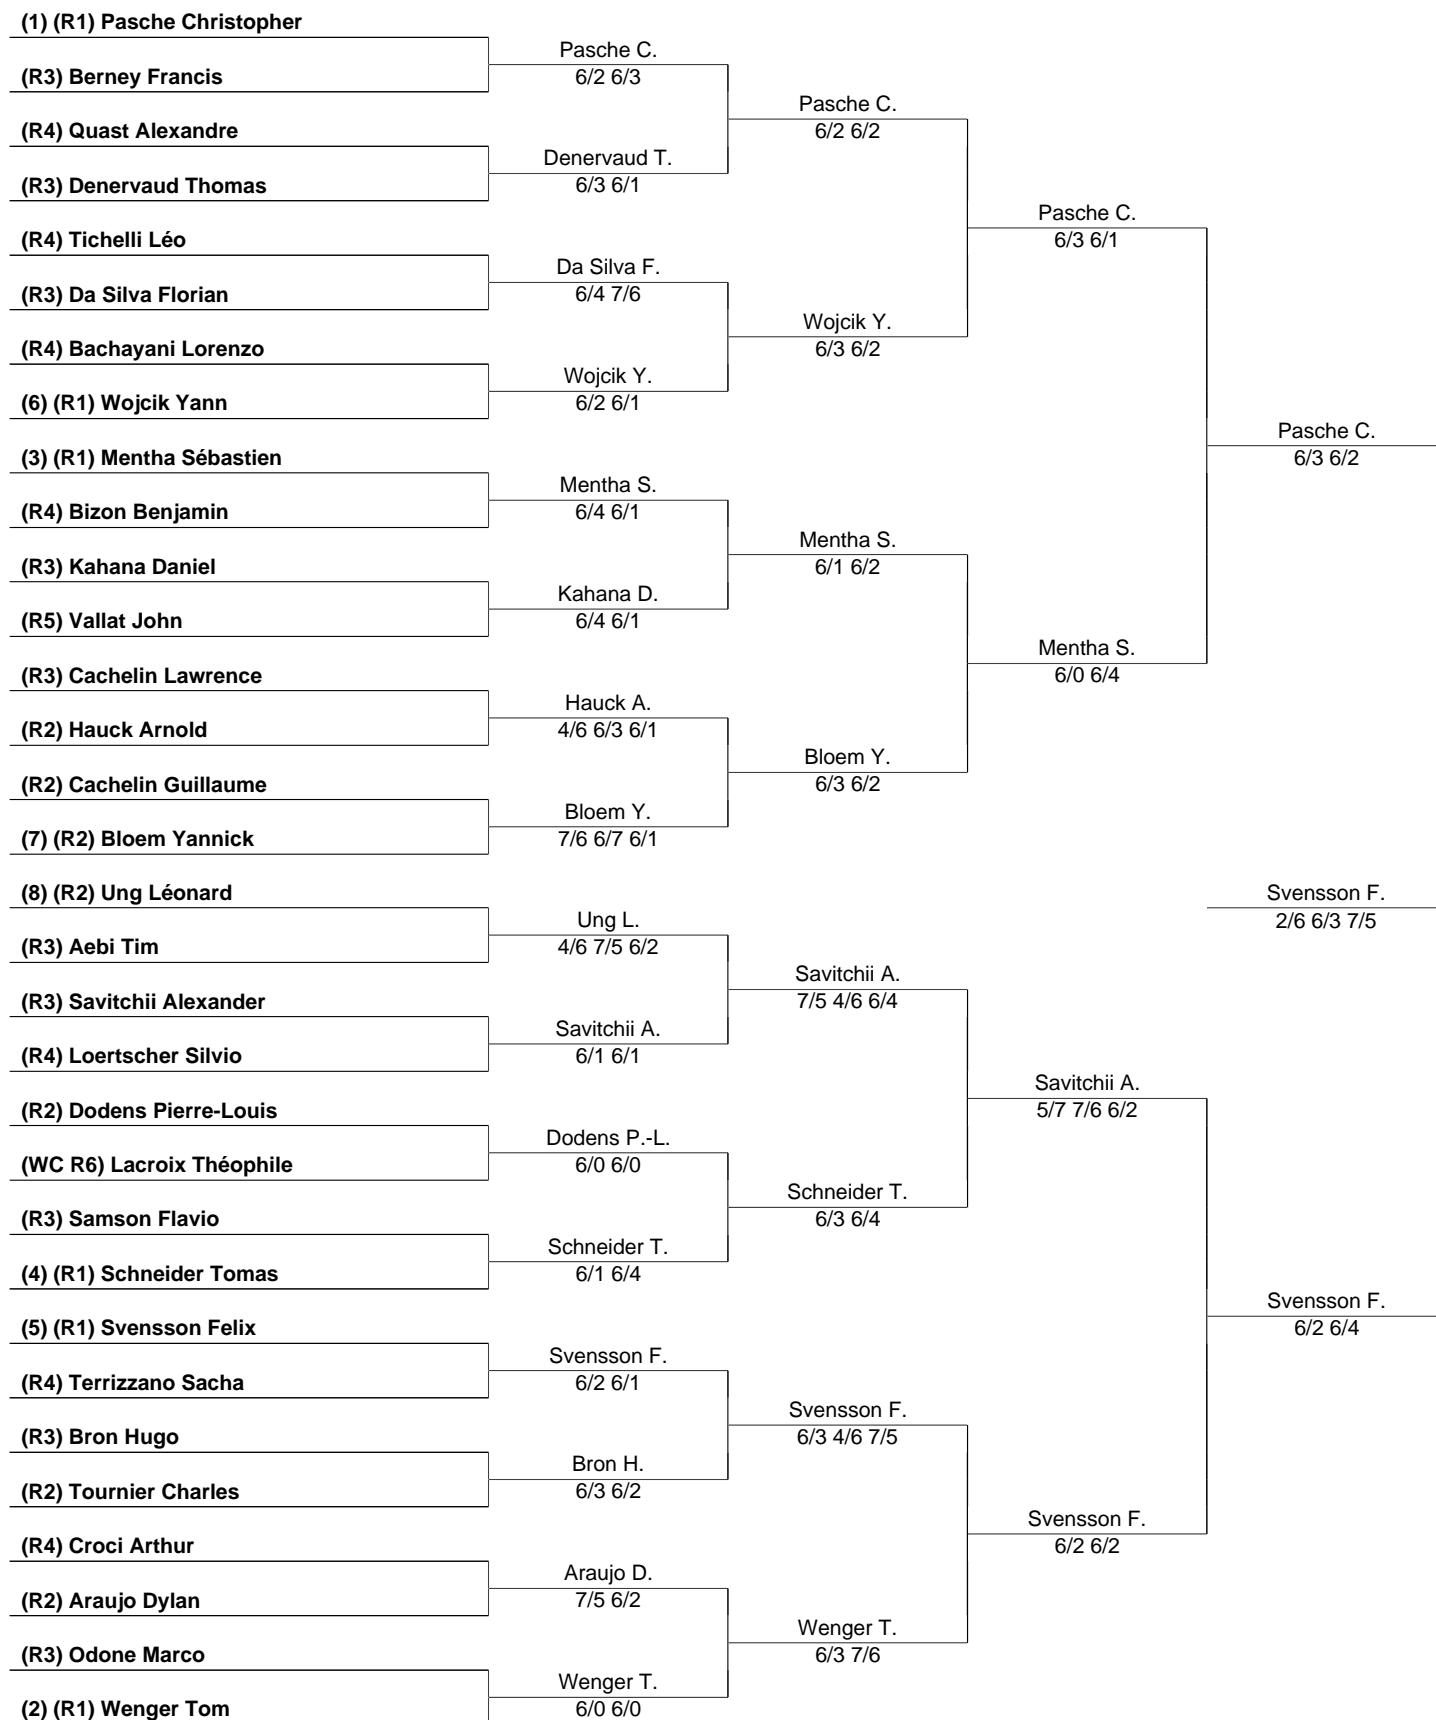 (1) (R1) Pasche Christopher
(R3) Berney Francis
(R4) Quast Alexandre
(R3) Denervaud Thomas
(R4) Tichelli Léo
(R3) Da Silva Florian
(R4) Bachayani Lorenzo
(6) (R1) Wojcik Yann
(3) (R1) Mentha Sébastien
(R4) Bizon Benjamin
(R3) Kahana Daniel
(R5) Vallat John
(R3) Cachelin Lawrence
(R2) Hauck Arnold
(R2) Cachelin Guillaume
(7) (R2) Bloem Yannick
(8) (R2) Ung Léonard
(R3) Aebi Tim
(R3) Savitchii Alexander
(R4) Loertscher Silvio
(R2) Dodens Pierre-Louis
(WC R6) Lacroix Théophile
(R3) Samson Flavio
(4) (R1) Schneider Tomas
(5) (R1) Svensson Felix
(R4) Terrizzano Sacha
(R3) Bron Hugo
(R2) Tournier Charles
(R4) Croci Arthur
(R2) Araujo Dylan
(R3) Odone Marco
(2) (R1) Wenger Tom
Pasche C.
6/2 6/3
Denervaud T.
6/3 6/1
Da Silva F.
6/4 7/6
Wojcik Y.
6/2 6/1
Mentha S.
6/4 6/1
Kahana D.
6/4 6/1
Hauck A.
4/6 6/3 6/1
Bloem Y.
7/6 6/7 6/1
Ung L.
4/6 7/5 6/2
Savitchii A.
6/1 6/1
Dodens P.-L.
6/0 6/0
Schneider T.
6/1 6/4
Svensson F.
6/2 6/1
Bron H.
6/3 6/2
Araujo D.
7/5 6/2
Wenger T.
6/0 6/0
Pasche C.
6/2 6/2
Wojcik Y.
6/3 6/2
Mentha S.
6/1 6/2
Bloem Y.
6/3 6/2
Savitchii A.
7/5 4/6 6/4
Schneider T.
6/3 6/4
Svensson F.
6/3 4/6 7/5
Wenger T.
6/3 7/6
Pasche C.
6/3 6/1
Mentha S.
6/0 6/4
Savitchii A.
5/7 7/6 6/2
Svensson F.
6/2 6/2
Pasche C.
6/3 6/2
Svensson F.
2/6 6/3 7/5
Svensson F.
6/2 6/4